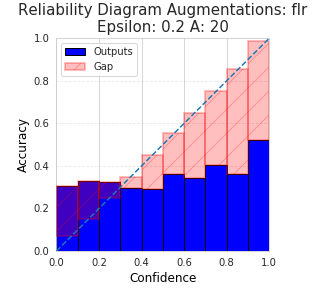 Reliability Diagram Augmentations: flr
Epsilon: 0.2 A: 20
1.0
0.8
0.6
0.4
0.2
0.0
Accuracy
Outputs
Gap
0.0 0.2 0.4 0.6 0.8 1.0
Confidence